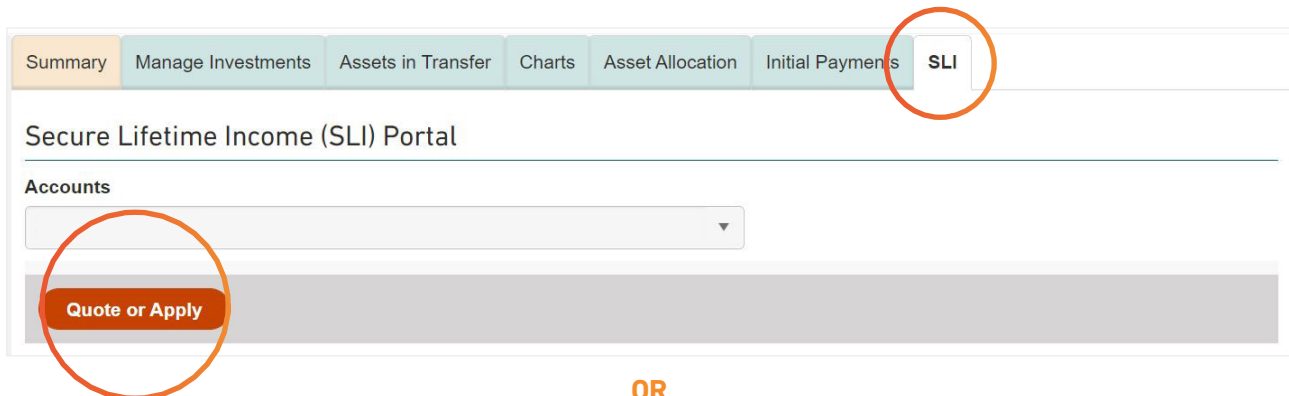 Summary Manage Investments Assets in Transfer Charts Asset Allocation Initial Payments SLI
Secure Lifetime Income (SLI) Portal
Accounts
Quote or Apply
OR